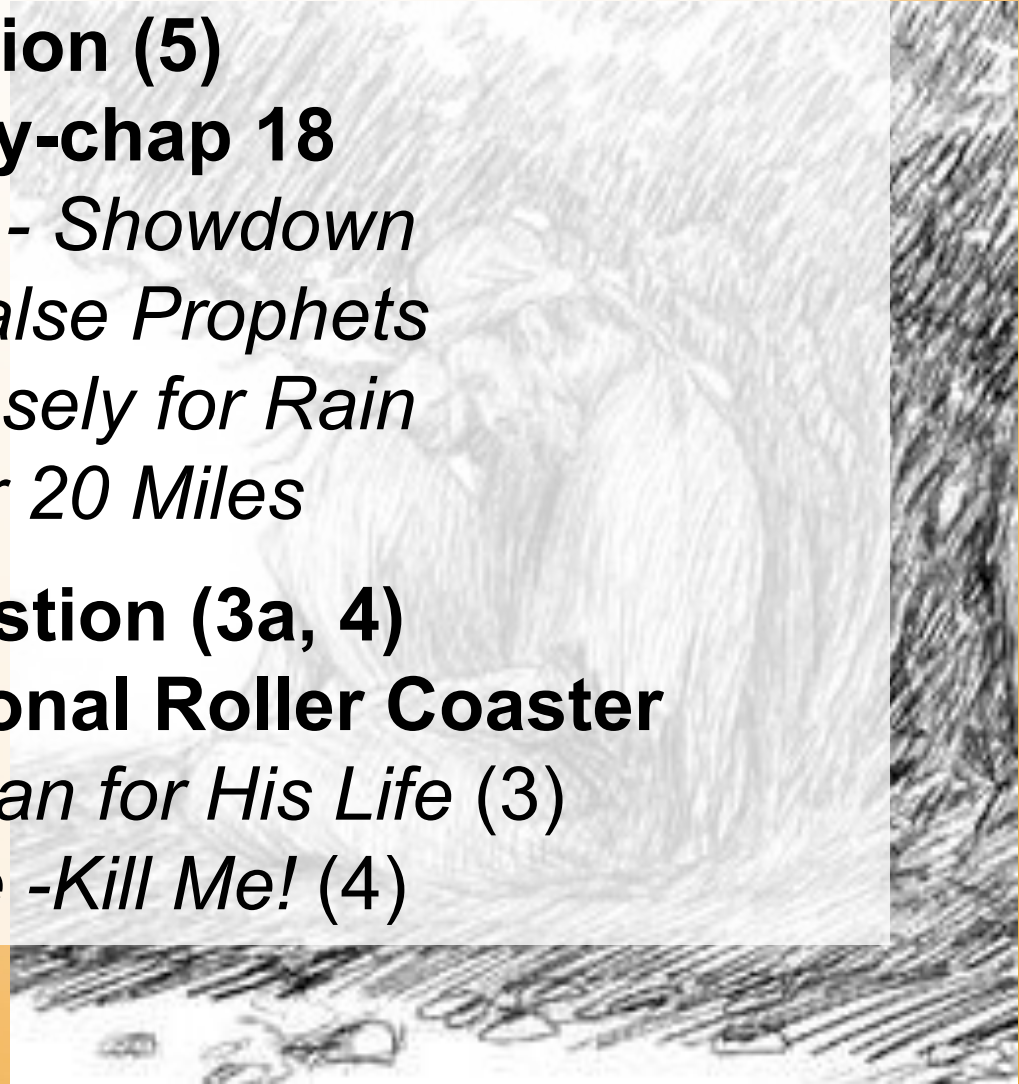 ion (5)
y-chap 18
- Showdown
alse Prophets
sely for Rain
r 20 Miles
stion (3a, 4)
onal Roller Coaster
an for His Life (3)
e -Kill Me! (4)